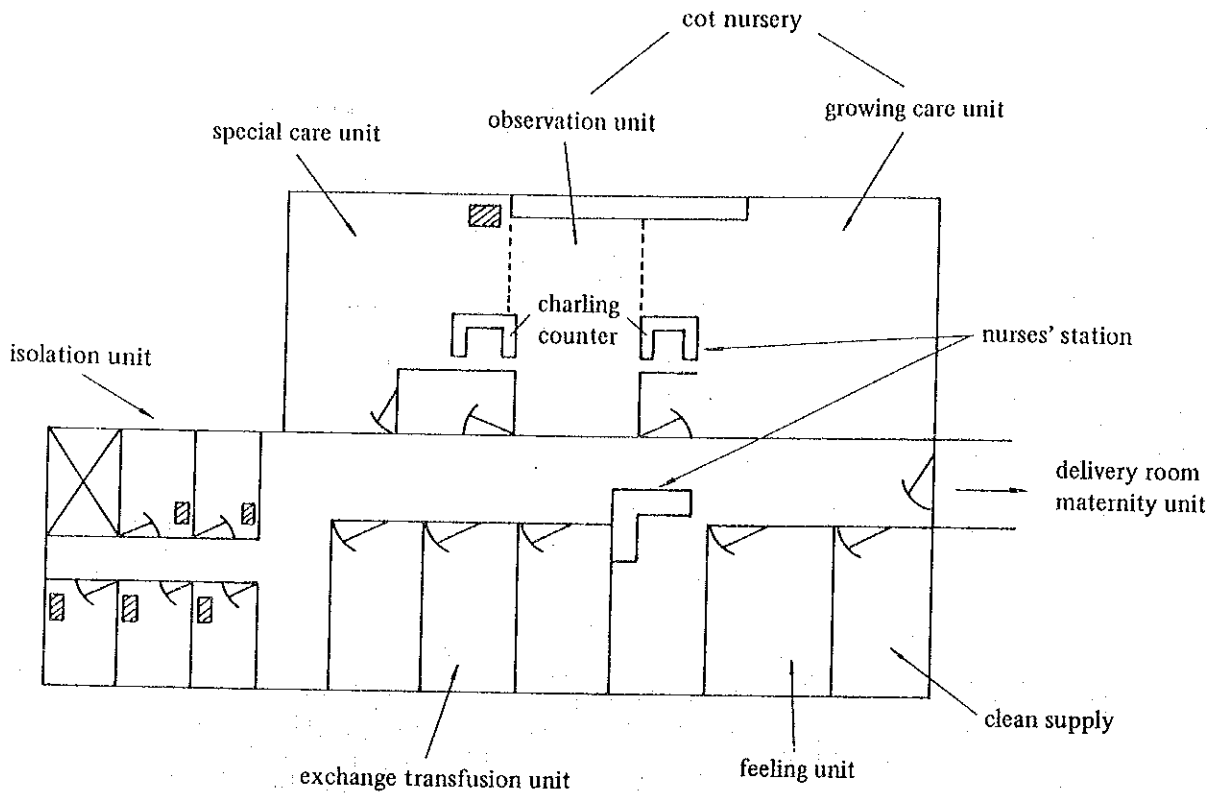 cot nursery
observation unit
growing care unit
special care unit
charling
counter
nurses' station
isolation unit
delivery room
maternity unit
clean supply
feeling unit
exchange transfusion unit